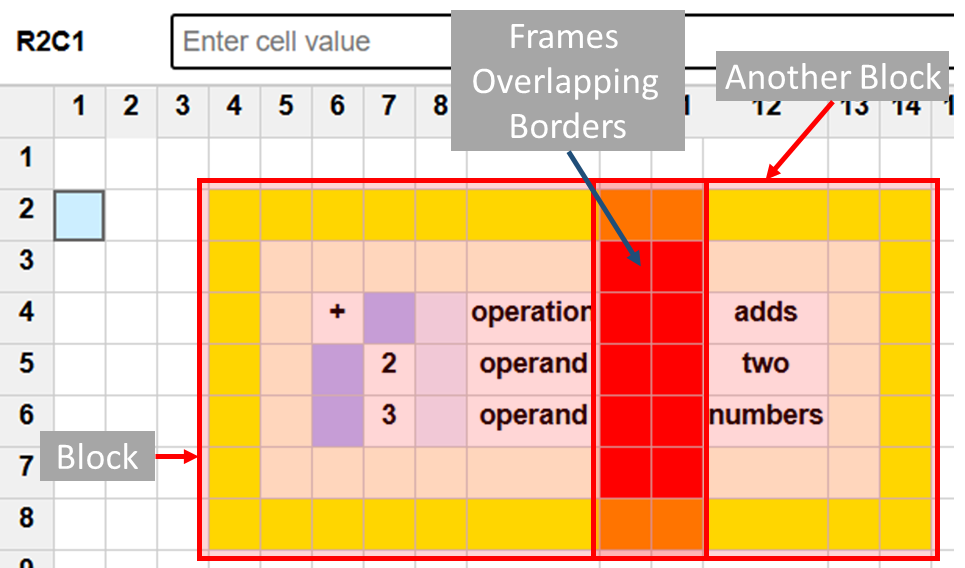 R2C1
Enter cell value
Frames
Overlapping
Borders
Another Block
1 2 3 4 5 6 7 8 1 12 13 14 1
1
2
3
4 + operation adds
5 2 operand two
6 3 operand numbers
Block
7
8
9